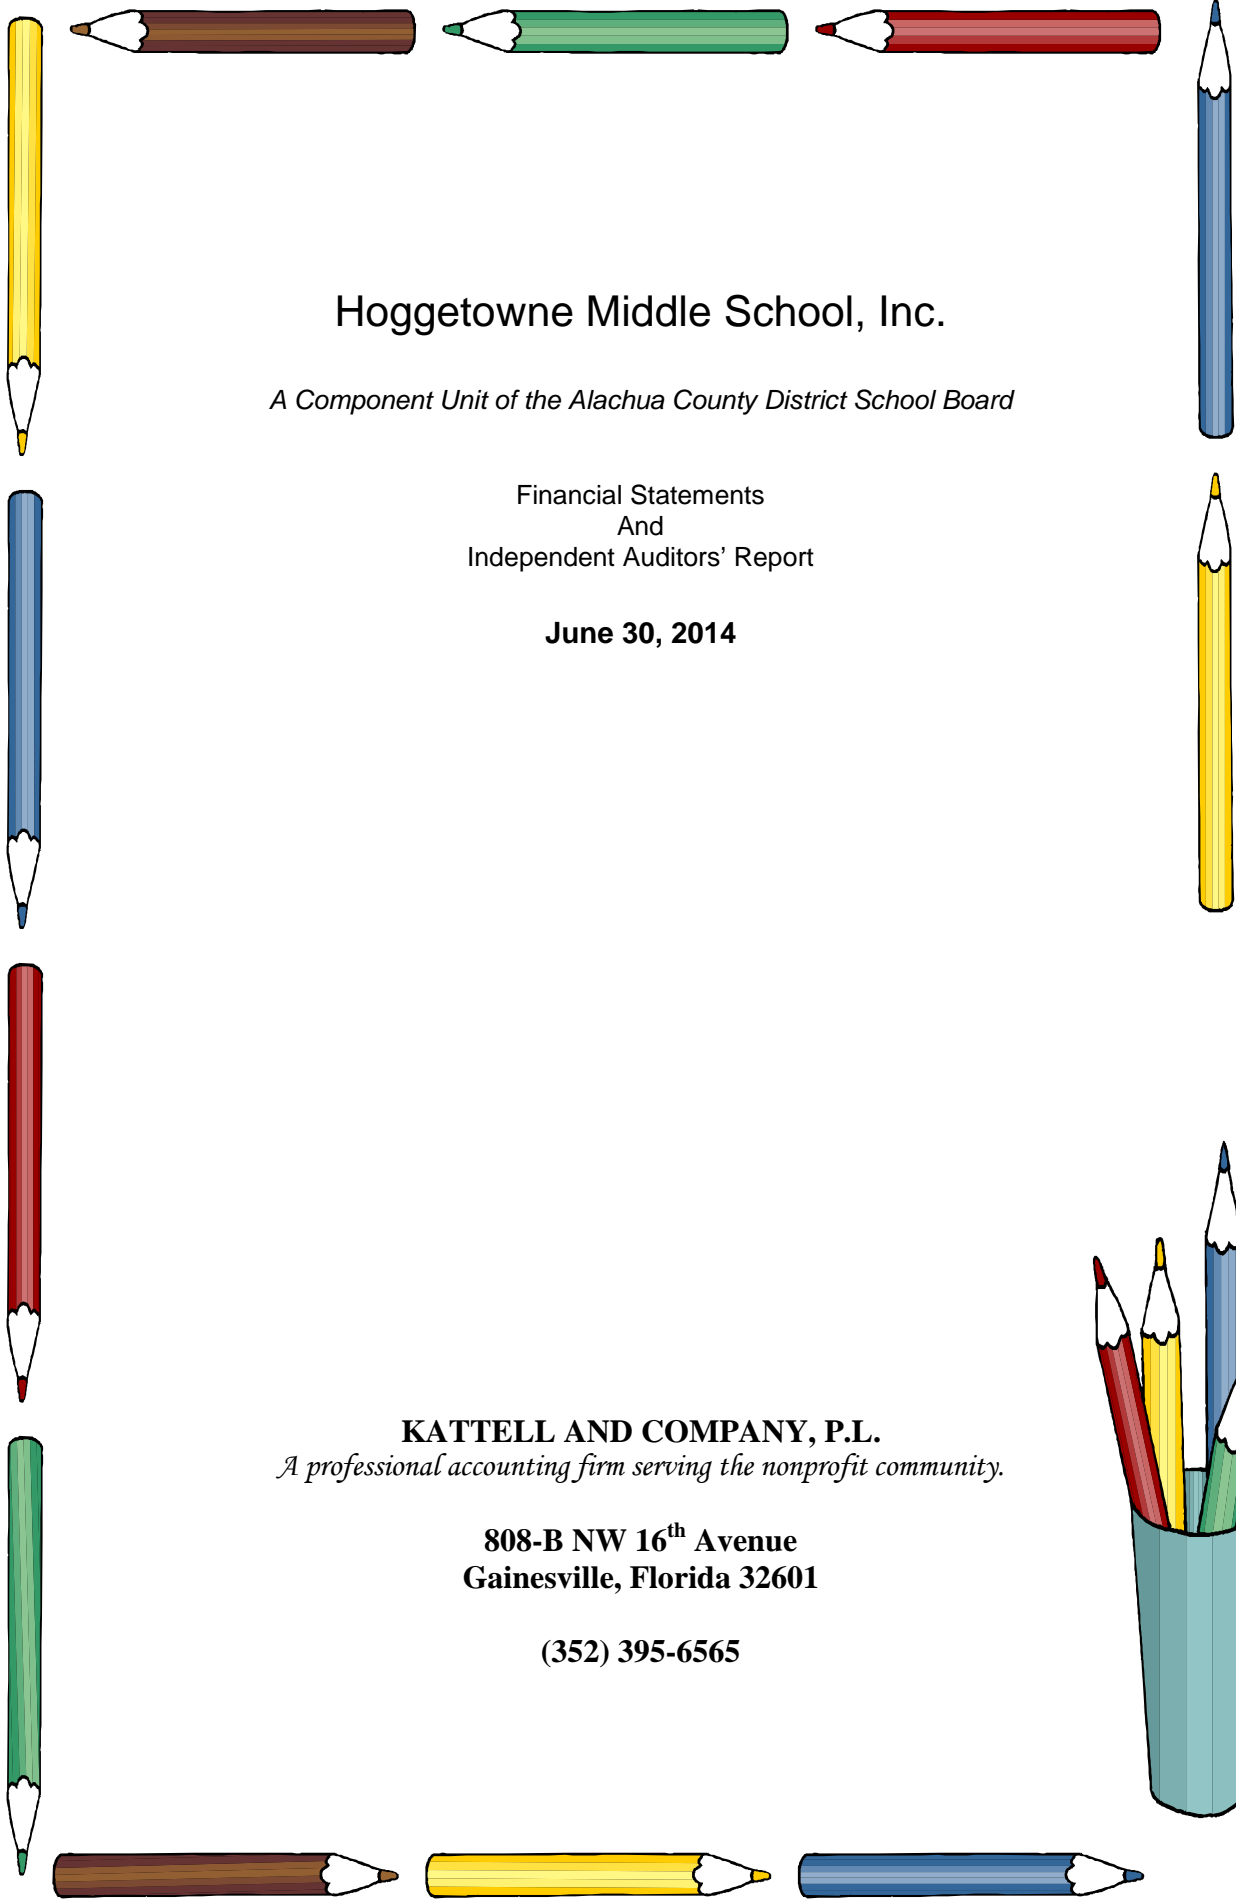 Hoggetowne Middle School, Inc.
A Component Unit of the Alachua County District School Board
Financial Statements
And
Independent Auditors’ Report
June 30, 2014
KATTELL AND COMPANY, P.L.
A professional accounting firm serving the nonprofit community.
808-B NW 16th Avenue
Gainesville, Florida 32601
(352) 395-6565